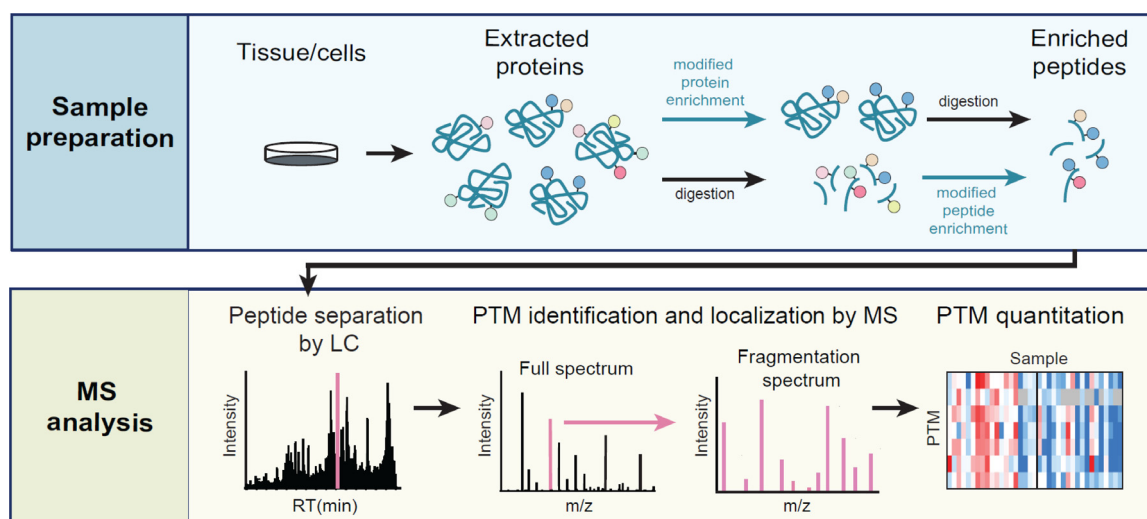 Sample
preparation
Tissue/cells
Extracted
proteins
modified
protein
enrichment
digestion
digestion
modified
peptide
enrichment
Enriched
peptides
MS
analysis
Peptide separation
by LC
Intensity
RT(min)
PTM identification and localization by MS
Full spectrum
Intensity
m/z
Fragmentation
spectrum
Intensity
m/z
PTM quantitation
Sample
PTM